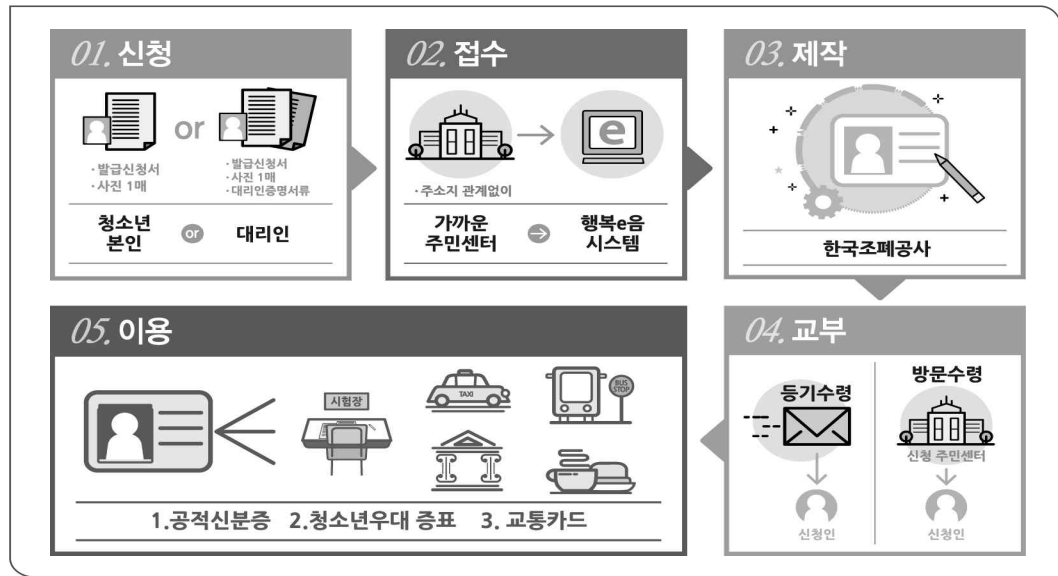 01. 신청
or
· 발급신청서
· 사진 1매
· 발급신청서
· 사진 1매
· 대리인증명서류
청소년
본인
or
대리인
02. 접수
e
· 주소지 관계없이
가까운
주민센터
행복e음
시스템
03. 제작
한국조폐공사
05. 이용
시험장
TAXI
BUS
STOP
1.공적신분증 2.청소년우대 증표 3. 교통카드
04. 교부
등기수령
신청인
방문수령
신청 주민센터
신청인